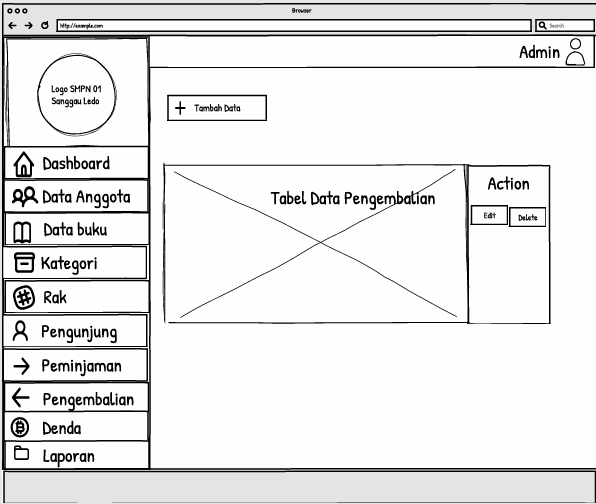 Browser
http://example.com
Search
Admin
Logo SMPN 01
Sanggau Ledo
Tambah Data
Dashboard
Data Anggota
Data buku
Kategori
Rak
Pengunjung
Peminjaman
Pengembalian
Denda
Laporan
Tabel Data Pengembalian
Action
Edit
Delete